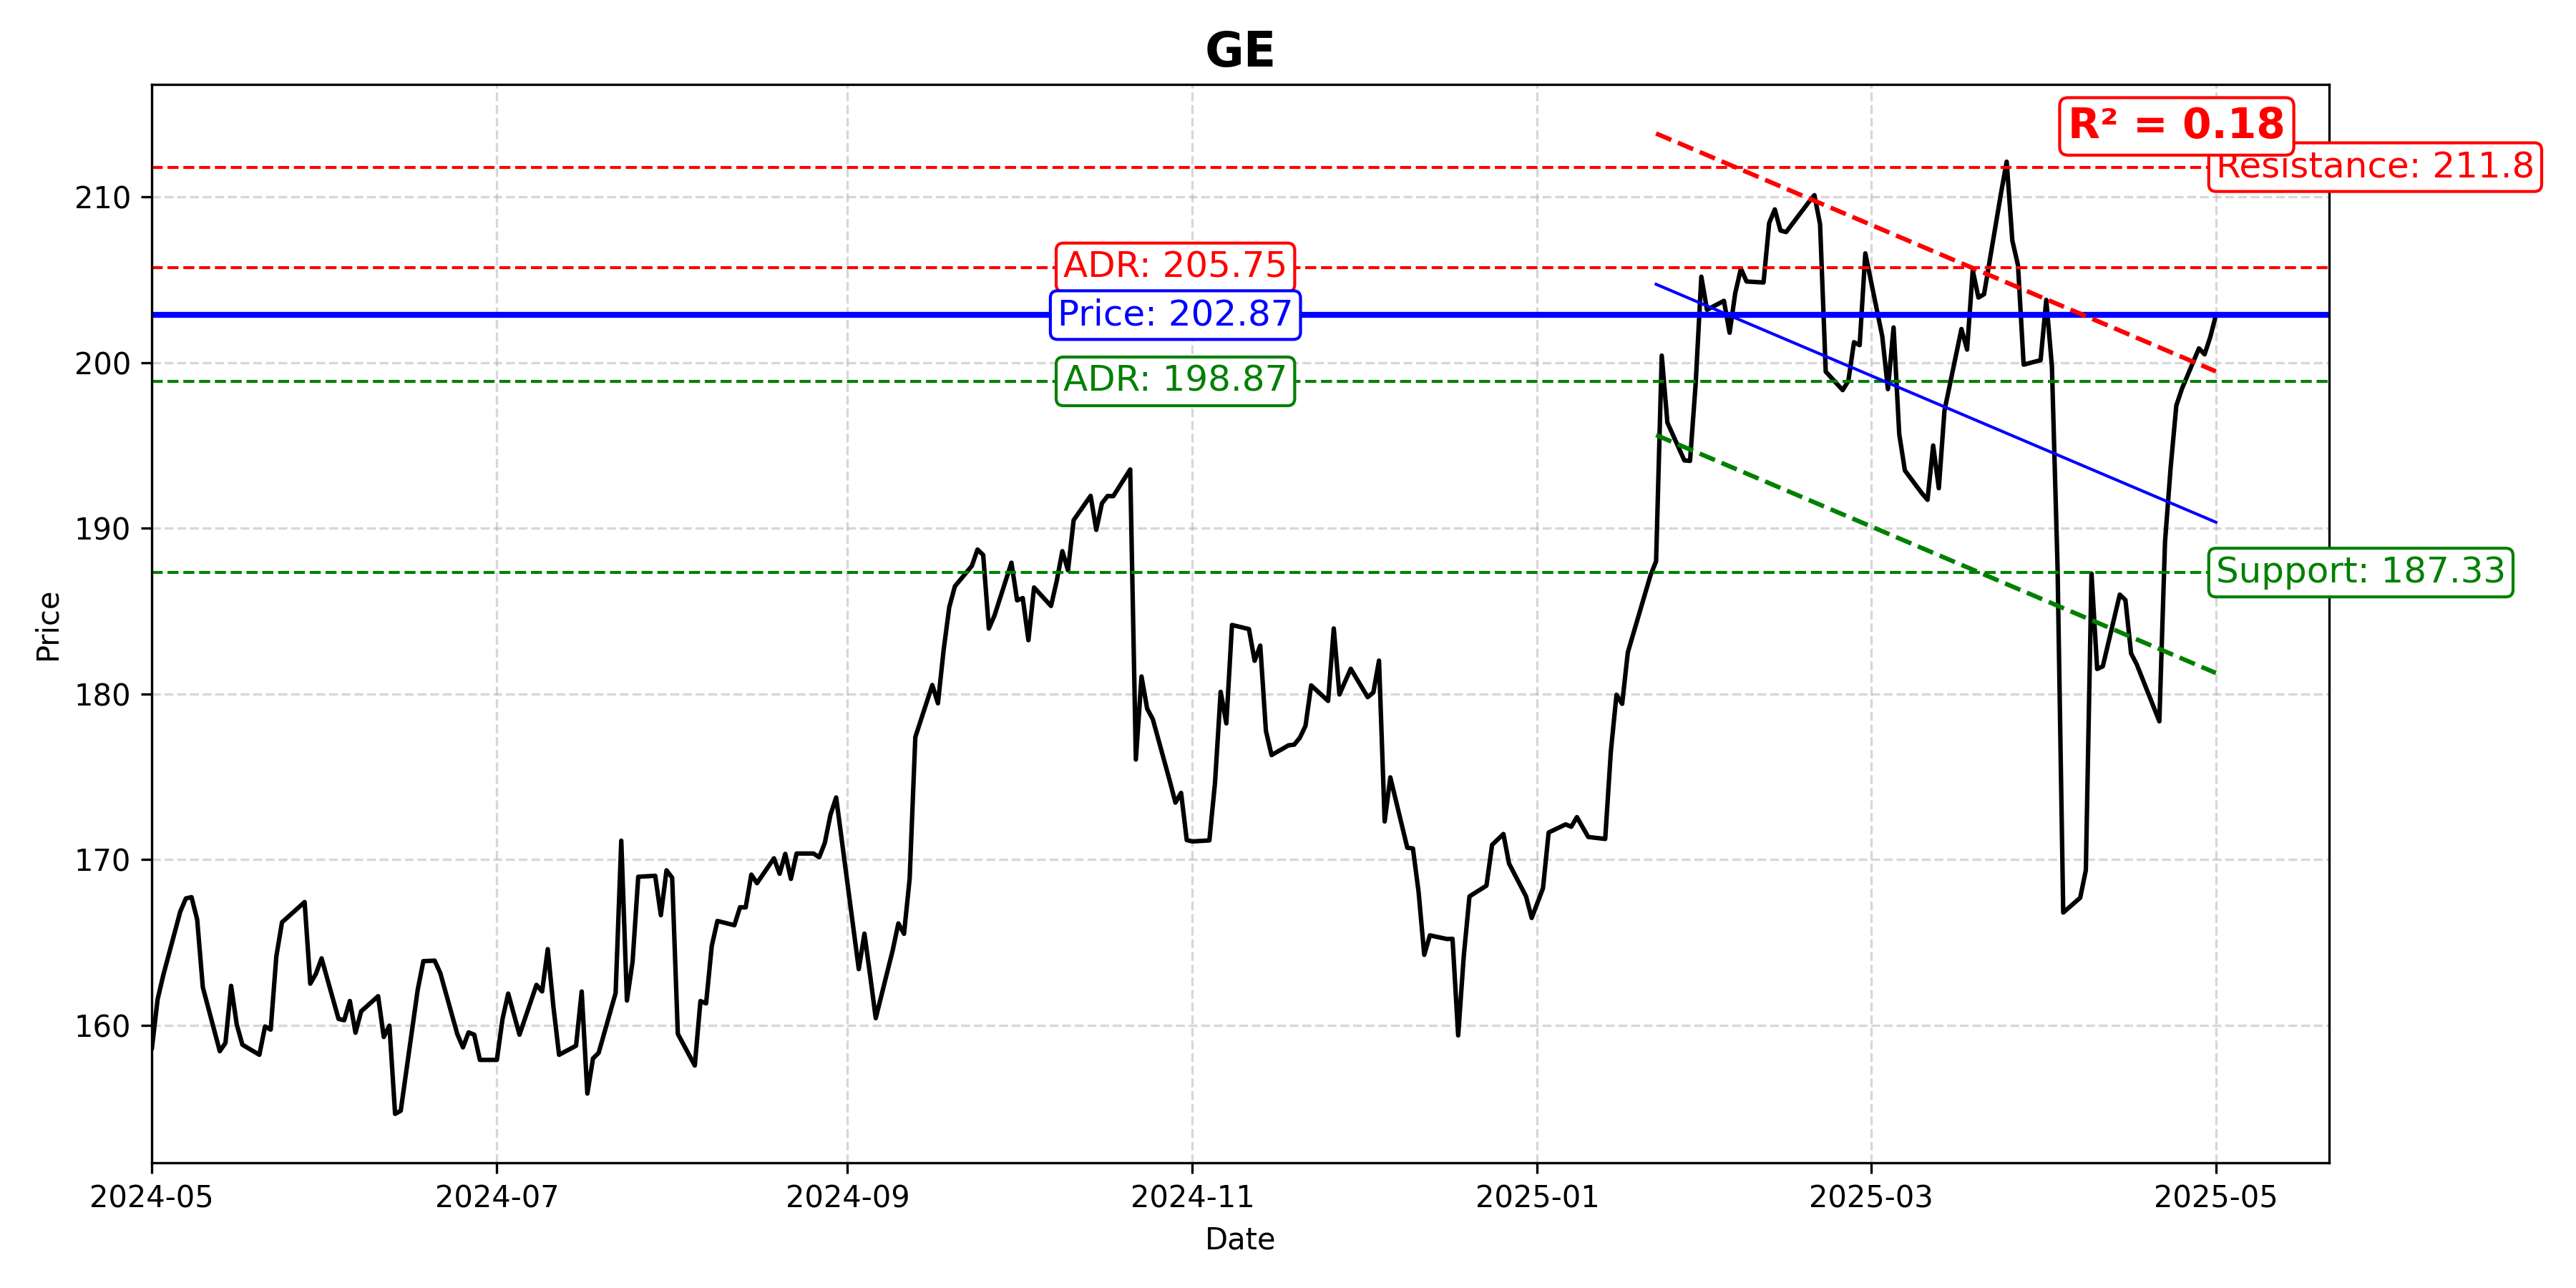 GE
R² = 0.18
Resistance: 211.8
ADR: 205.75
Price: 202.87
ADR: 198.87
Support: 187.33
210
200
190
180
170
160
Price
2024-05
2024-07
2024-09
2024-11
2025-01
2025-03
2025-05
Date